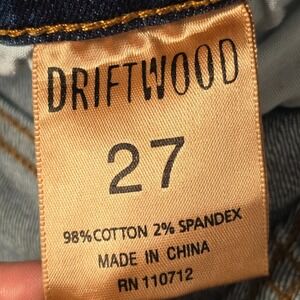 DRIFTWOOD
27
98% COTTON 2% SPANDEX
MADE IN CHINA
RN 110712